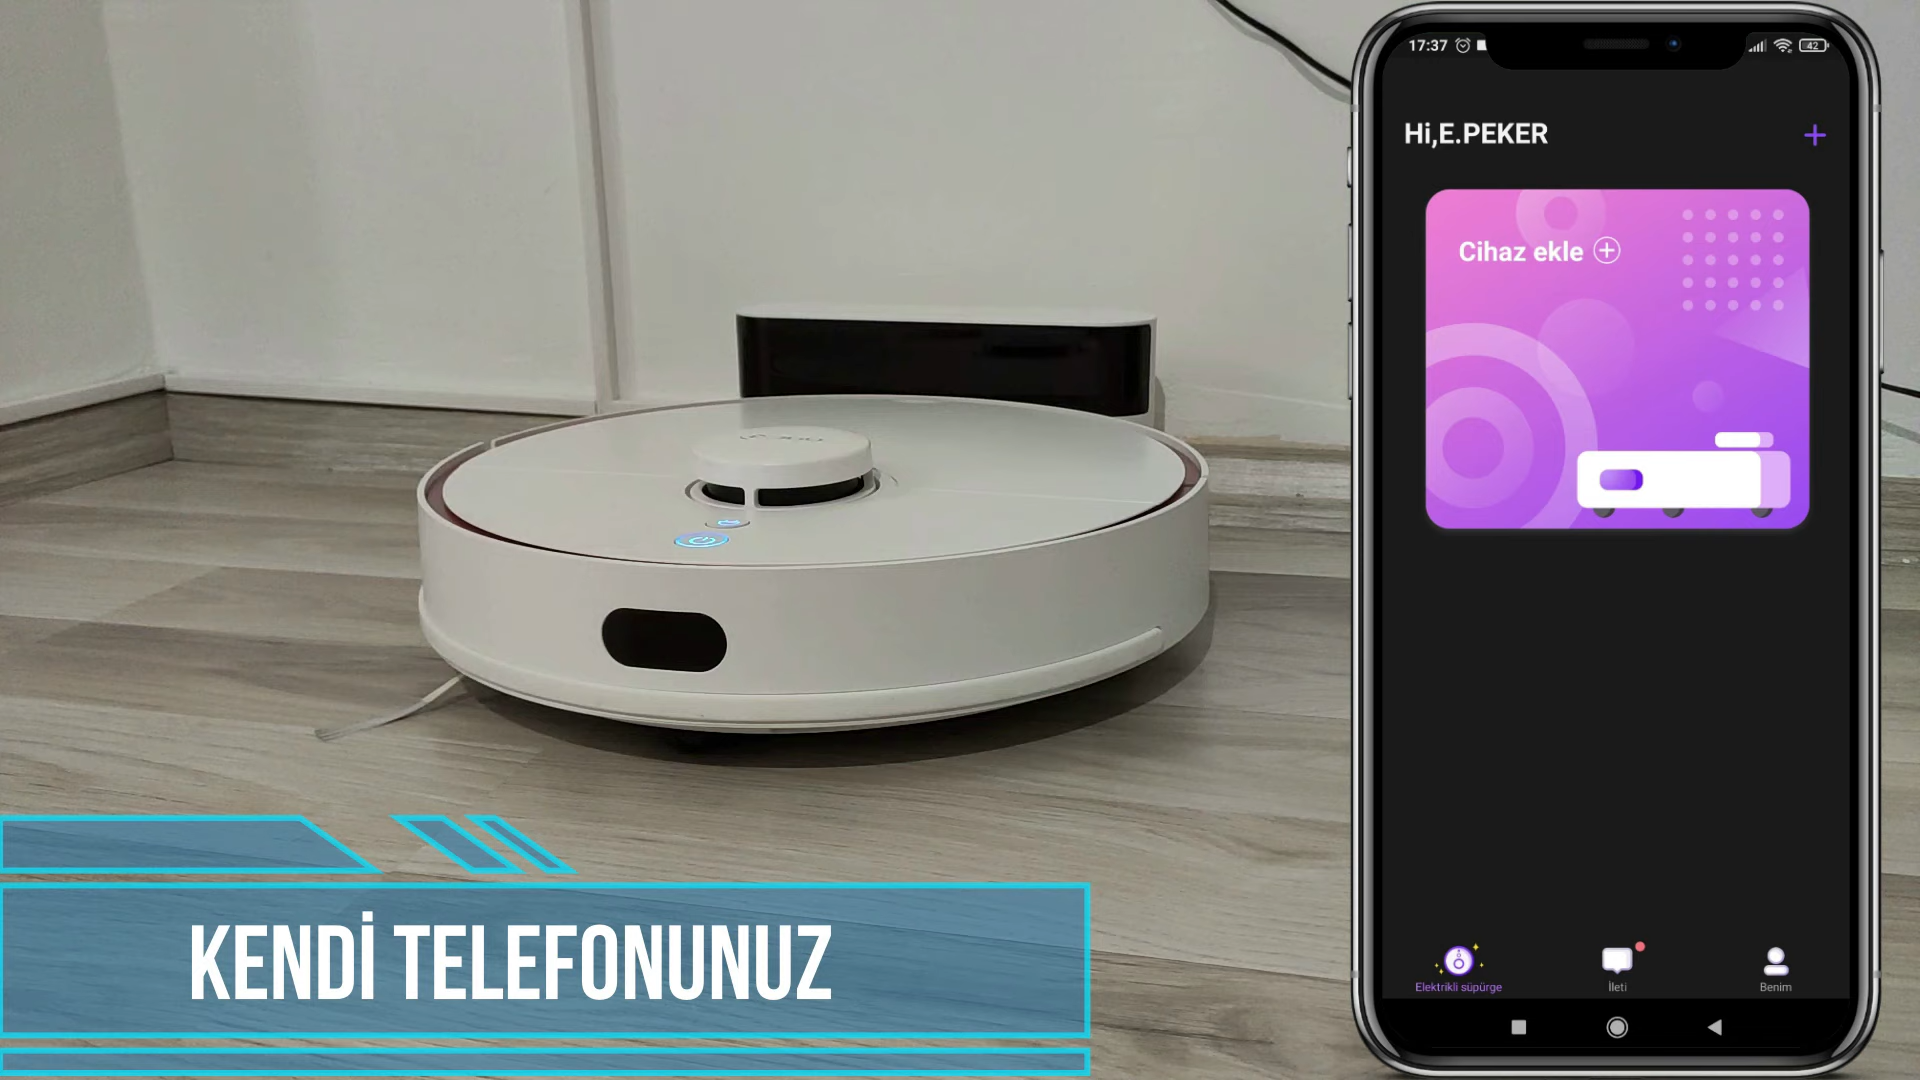 17:37
42
Hi,E.PEKER
Cihaz ekle
Elektrikli süpürge
İleti
Benim
KENDİ TELEFONUNUZ